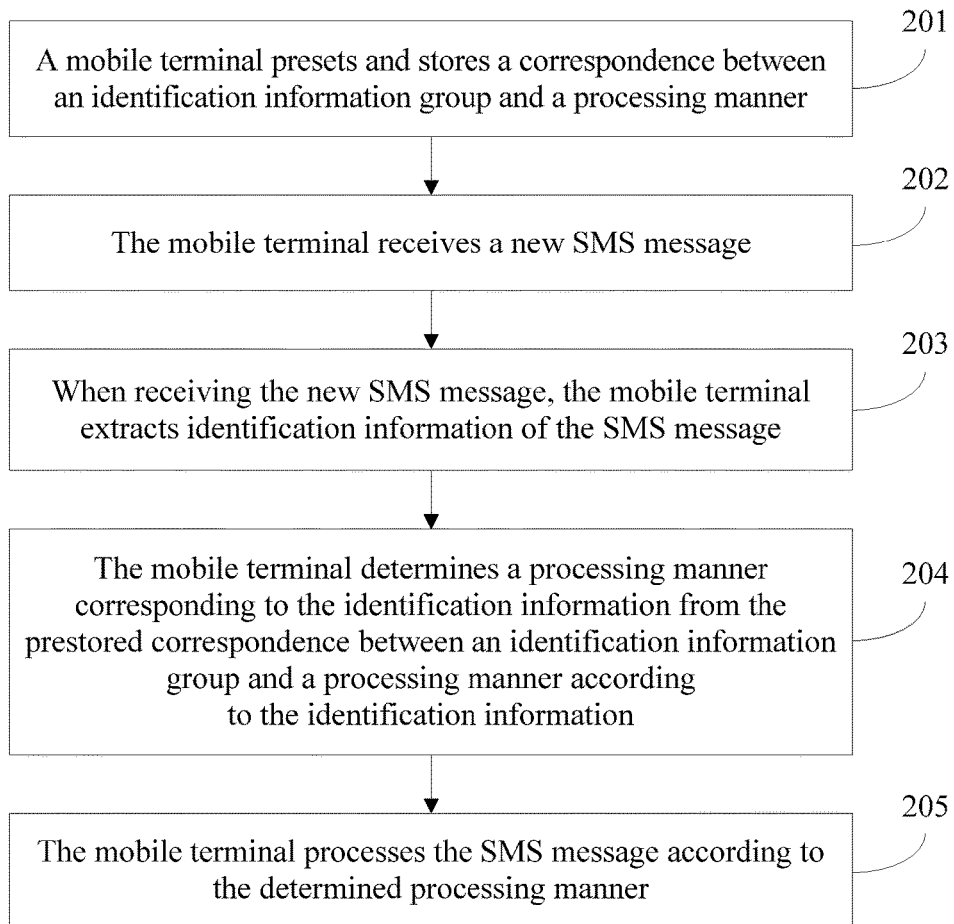 201
A mobile terminal presets and stores a correspondence between
an identification information group and a processing manner
202
The mobile terminal receives a new SMS message
203
When receiving the new SMS message, the mobile terminal
extracts identification information of the SMS message
204
The mobile terminal determines a processing manner
corresponding to the identification information from the
prestored correspondence between an identification information
group and a processing manner according
to the identification information
205
The mobile terminal processes the SMS message according to
the determined processing manner